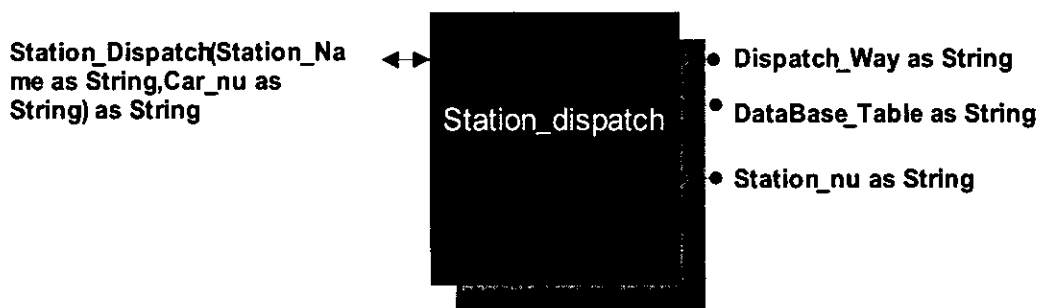 Station_Dispatch(Station_Na
me as String,Car_nu as
String) as String
Station_dispatch
Dispatch_Way as String
DataBase_Table as String
Station_nu as String